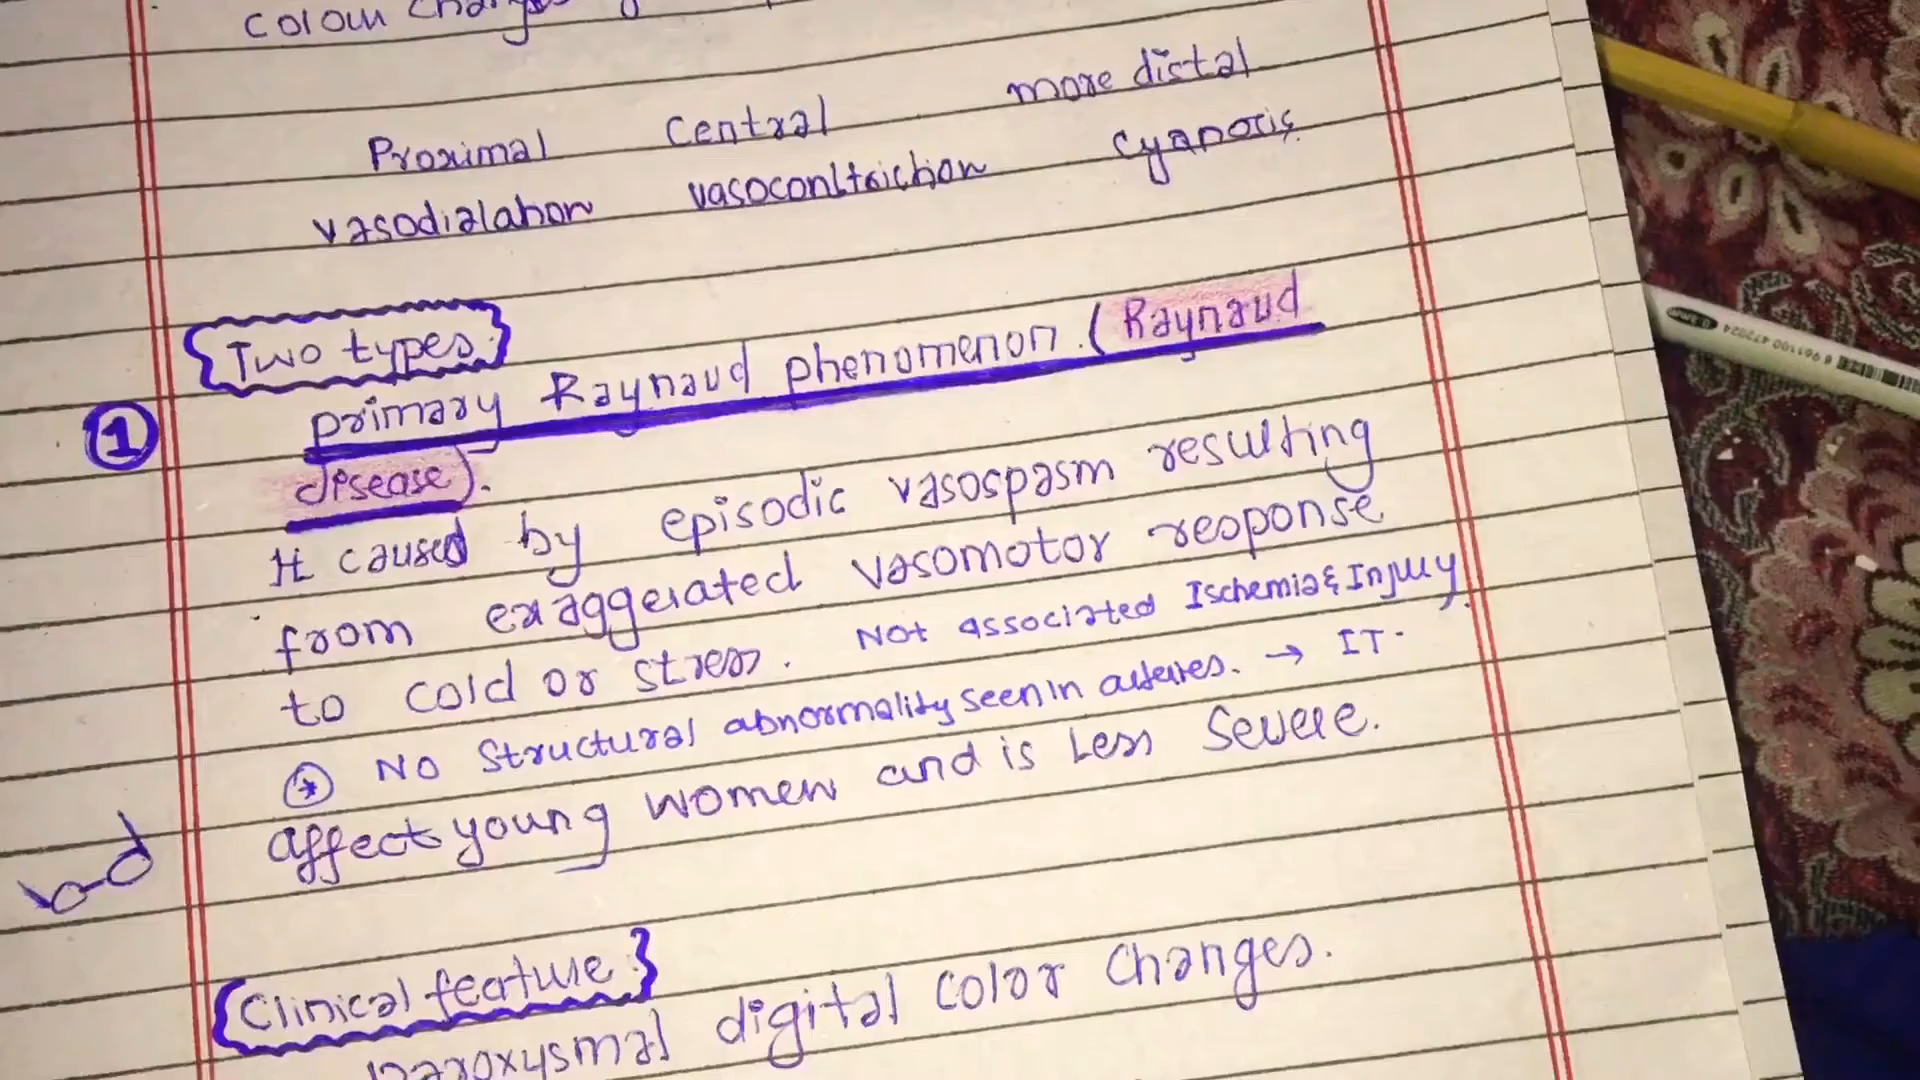 colour changes
Proximal Central more distal
vasodialation vasoconltriction cyanosis.
Two types.
1 primary Raynaud phenomenon. (Raynaud
disease).
It caused by episodic vasospasm resulting
from exaggerated vasomotor response
to cold or stress. Not associated Ischemia & Injury.
* No structural abnormality seen in arteries. → IT.
affect young women and is Less Severe.
Clinical feature
Paroxysmal digital color changes.